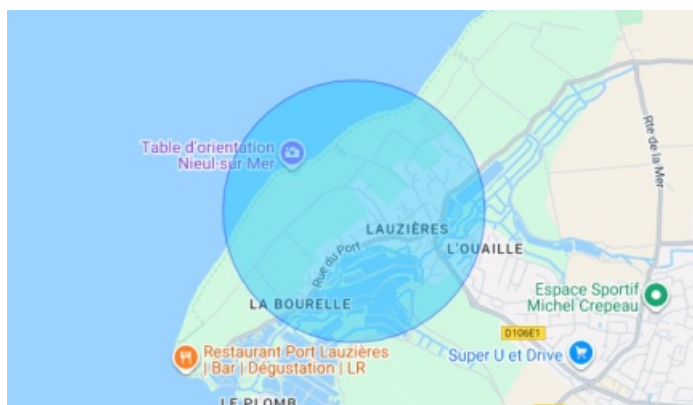 Table d'orientation
Nieul-sur-Mer
Rte de la Mer
LAUZIÈRES
L'OUAILLE
Rue du Port
LA BOURELLE
Espace Sportif
Michel Crepeau
D106E1
Restaurant Port Lauzières
| Bar | Dégustation | LR
Super U et Drive
LE PLOMB